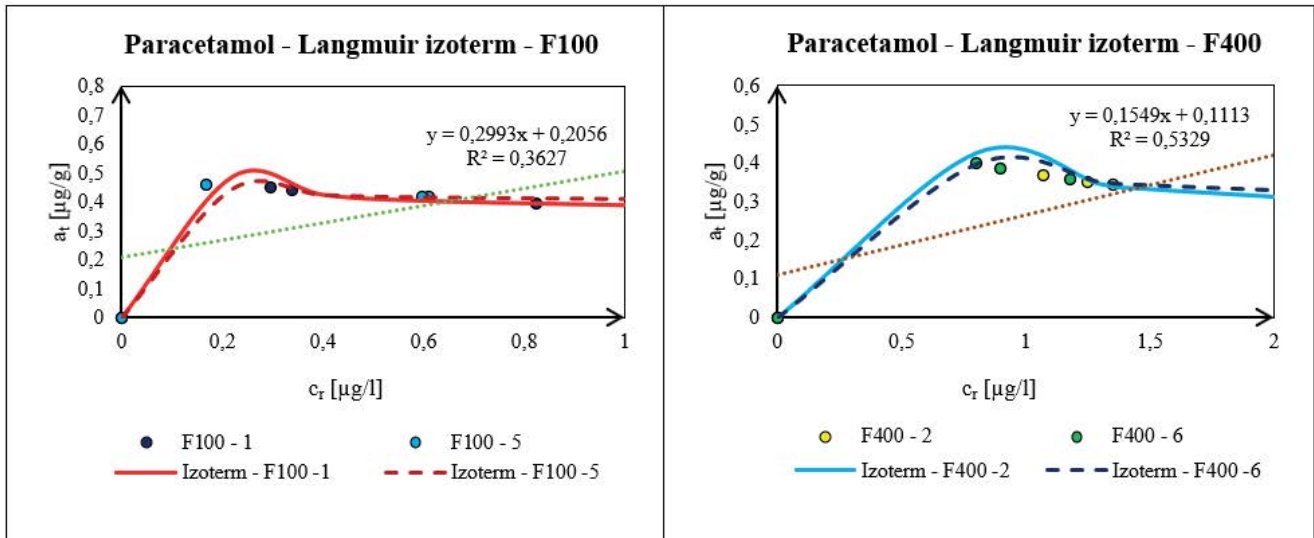 Paracetamol - Langmuir izoterm - F100
0,8
0,7
0,6
0,5
0,4
0,3
0,2
0,1
0
a_t [µg/g]
y = 0,2993x + 0,2056
R² = 0,3627
0 0,2 0,4 0,6 0,8 1
c_r [µg/l]
F100 - 1 F100 - 5
Izoterm - F100 -1 Izoterm - F100 -5
Paracetamol - Langmuir izoterm - F400
0,6
0,5
0,4
0,3
0,2
0,1
0
a_t [µg/g]
y = 0,1549x + 0,1113
R² = 0,5329
0 0,5 1 1,5 2
c_r [µg/l]
F400 - 2 F400 - 6
Izoterm - F400 -2 Izoterm - F400 -6